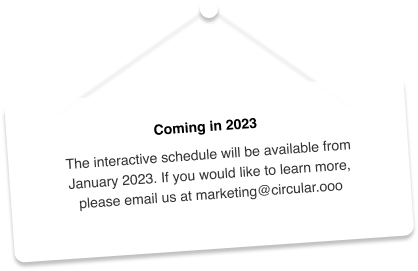 Coming in 2023
The interactive schedule will be available from
January 2023. If you would like to learn more,
please email us at marketing@circular.ooo